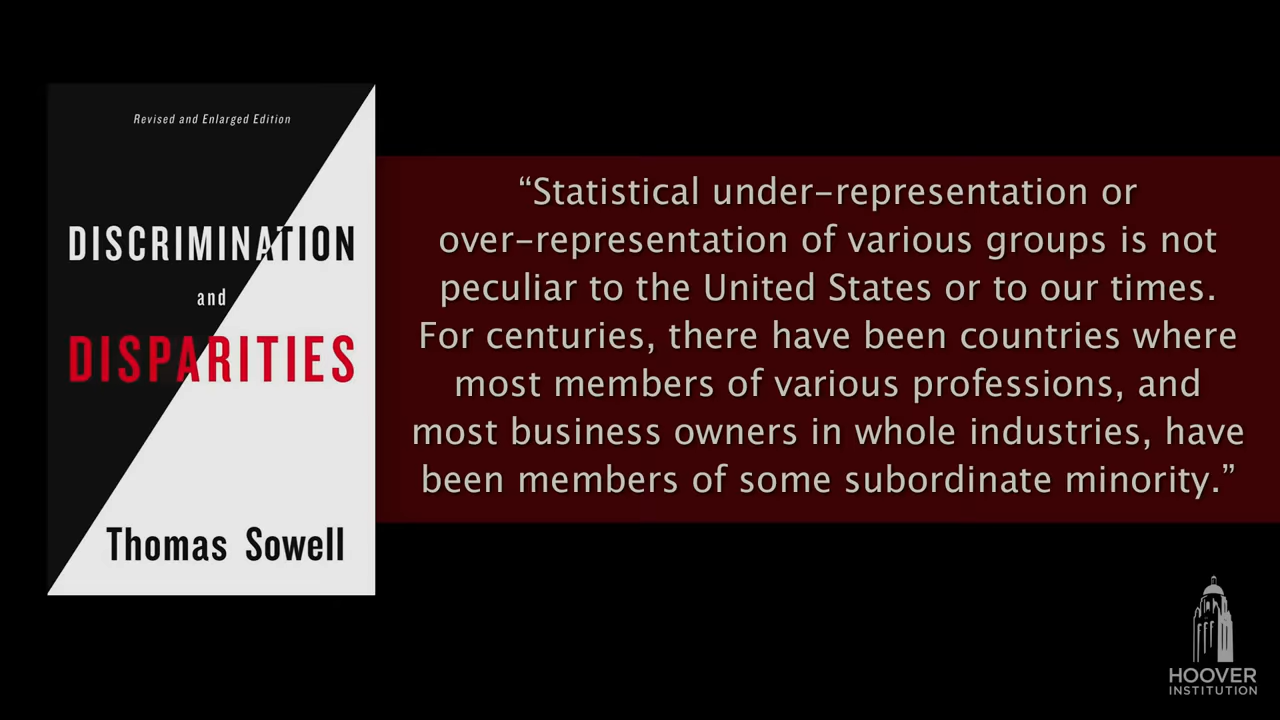 Revised and Enlarged Edition
DISCRIMINATION
and
DISPARITIES
Thomas Sowell
“Statistical under–representation or
over–representation of various groups is not
peculiar to the United States or to our times.
For centuries, there have been countries where
most members of various professions, and
most business owners in whole industries, have
been members of some subordinate minority.”
HOOVER
INSTITUTION